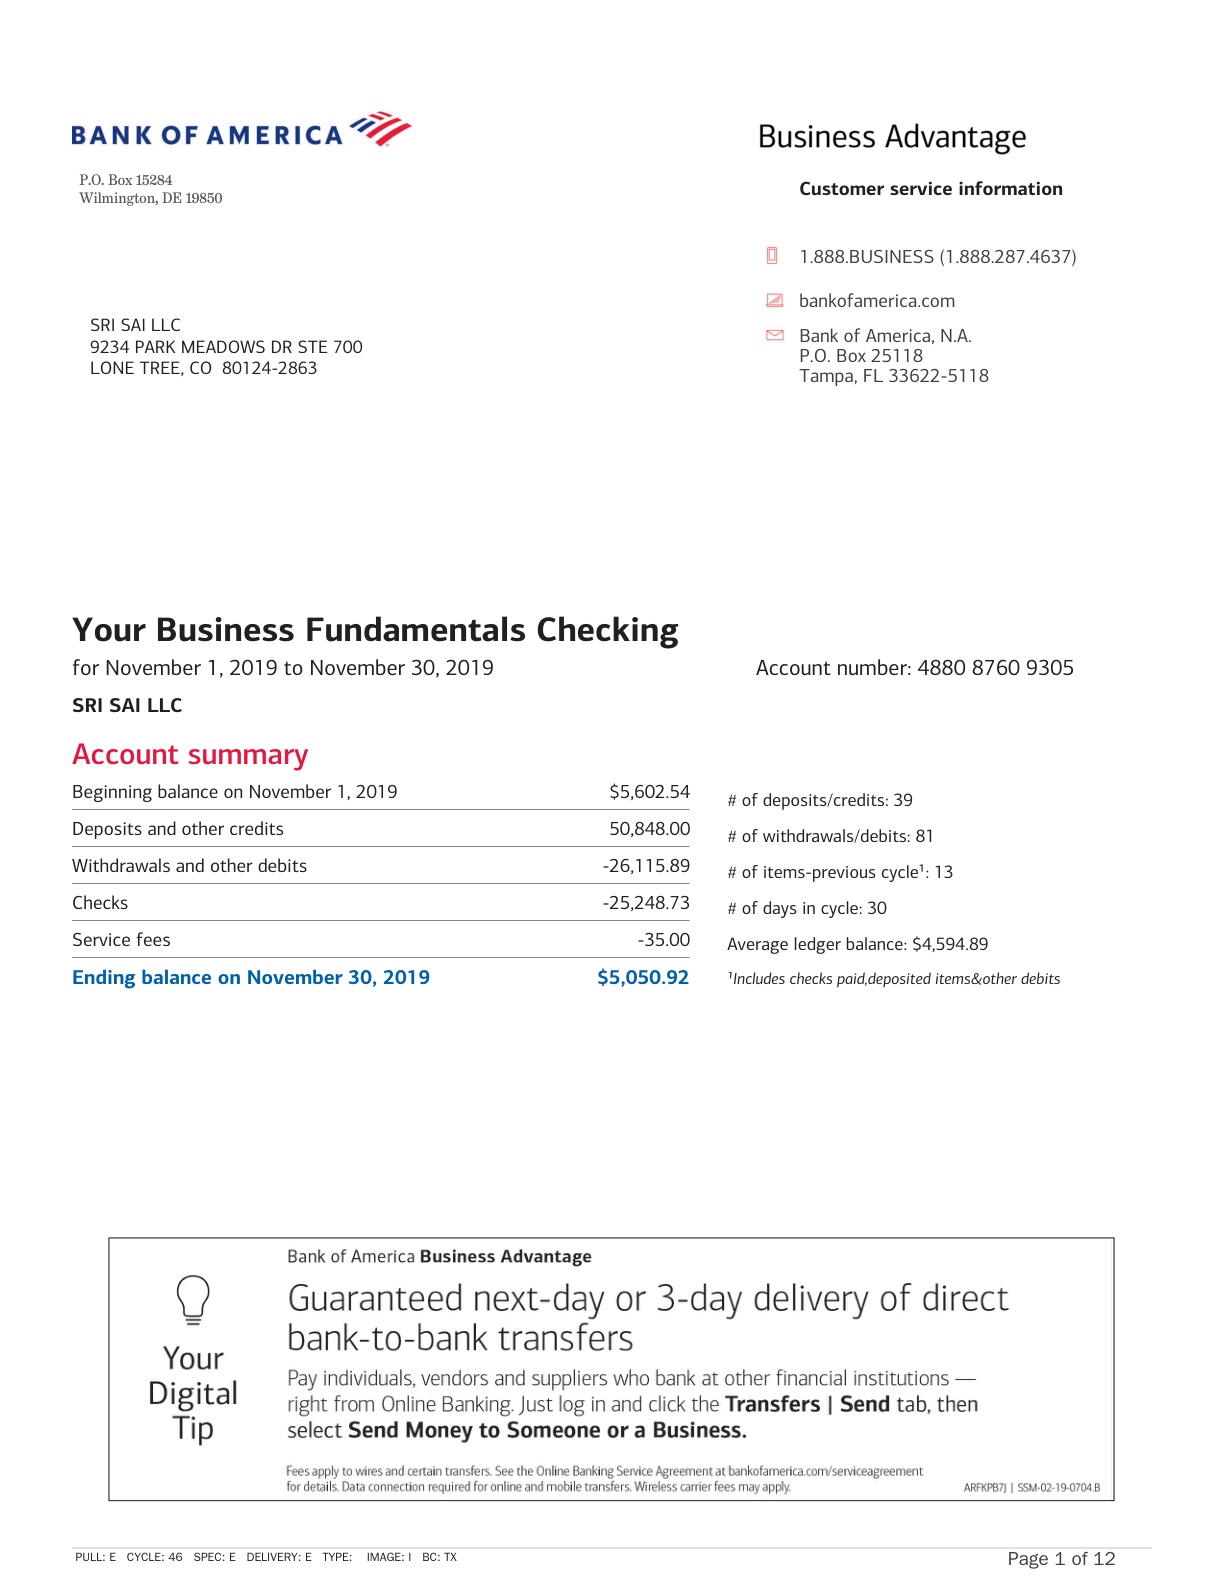 BANK OF AMERICA
P.O. Box 15284
Wilmington, DE 19850
Business Advantage
Customer service information
1.888.BUSINESS (1.888.287.4637)
bankofamerica.com
Bank of America, N.A.
P.O. Box 25118
Tampa, FL 33622-5118
SRI SAI LLC
9234 PARK MEADOWS DR STE 700
LONE TREE, CO  80124-2863
Your Business Fundamentals Checking
for November 1, 2019 to November 30, 2019
Account number: 4880 8760 9305
SRI SAI LLC
Account summary
Beginning balance on November 1, 2019 $5,602.54
Deposits and other credits 50,848.00
Withdrawals and other debits -26,115.89
Checks -25,248.73
Service fees -35.00
Ending balance on November 30, 2019 $5,050.92
# of deposits/credits: 39
# of withdrawals/debits: 81
# of items-previous cycle¹: 13
# of days in cycle: 30
Average ledger balance: $4,594.89
¹Includes checks paid,deposited items&other debits
Your
Digital
Tip
Bank of America Business Advantage
Guaranteed next-day or 3-day delivery of direct
bank-to-bank transfers
Pay individuals, vendors and suppliers who bank at other financial institutions —
right from Online Banking. Just log in and click the Transfers | Send tab, then
select Send Money to Someone or a Business.
Fees apply to wires and certain transfers. See the Online Banking Service Agreement at bankofamerica.com/serviceagreement
for details. Data connection required for online and mobile transfers. Wireless carrier fees may apply.
ARFKPB7J | SSM-02-19-0704.B
PULL: E CYCLE: 46 SPEC: E DELIVERY: E TYPE: IMAGE: I BC: TX
Page 1 of 12